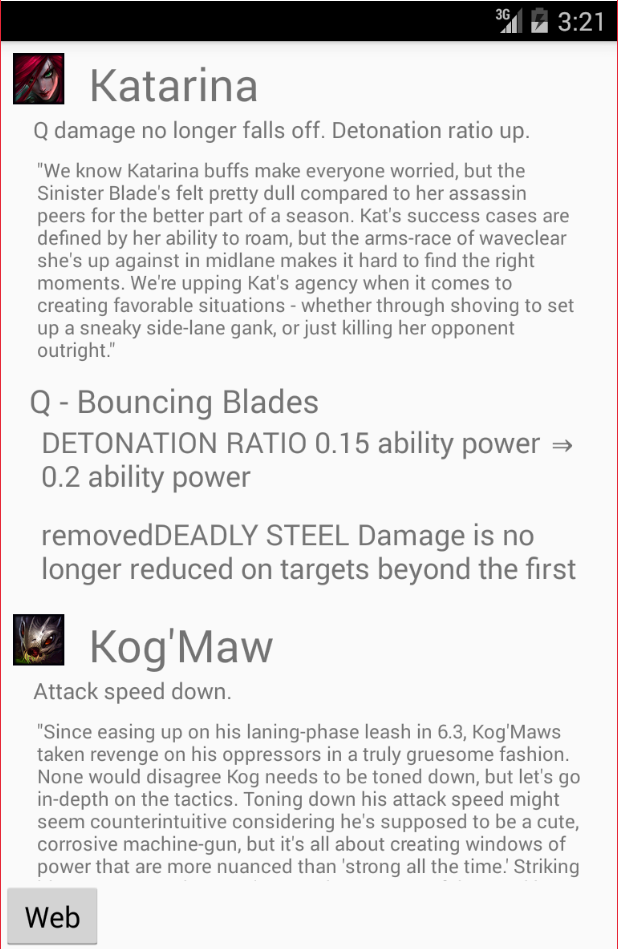 3G 3:21
Katarina
Q damage no longer falls off. Detonation ratio up.
"We know Katarina buffs make everyone worried, but the
Sinister Blade's felt pretty dull compared to her assassin
peers for the better part of a season. Kat's success cases are
defined by her ability to roam, but the arms-race of waveclear
she's up against in midlane makes it hard to find the right
moments. We're upping Kat's agency when it comes to
creating favorable situations - whether through shoving to set
up a sneaky side-lane gank, or just killing her opponent
outright."
Q - Bouncing Blades
DETONATION RATIO 0.15 ability power ⇒
0.2 ability power
removedDEADLY STEEL Damage is no
longer reduced on targets beyond the first
Kog'Maw
Attack speed down.
"Since easing up on his laning-phase leash in 6.3, Kog'Maws
taken revenge on his oppressors in a truly gruesome fashion.
None would disagree Kog needs to be toned down, but let's go
in-depth on the tactics. Toning down his attack speed might
seem counterintuitive considering he's supposed to be a cute,
corrosive machine-gun, but it's all about creating windows of
power that are more nuanced than 'strong all the time.' Striking
Web